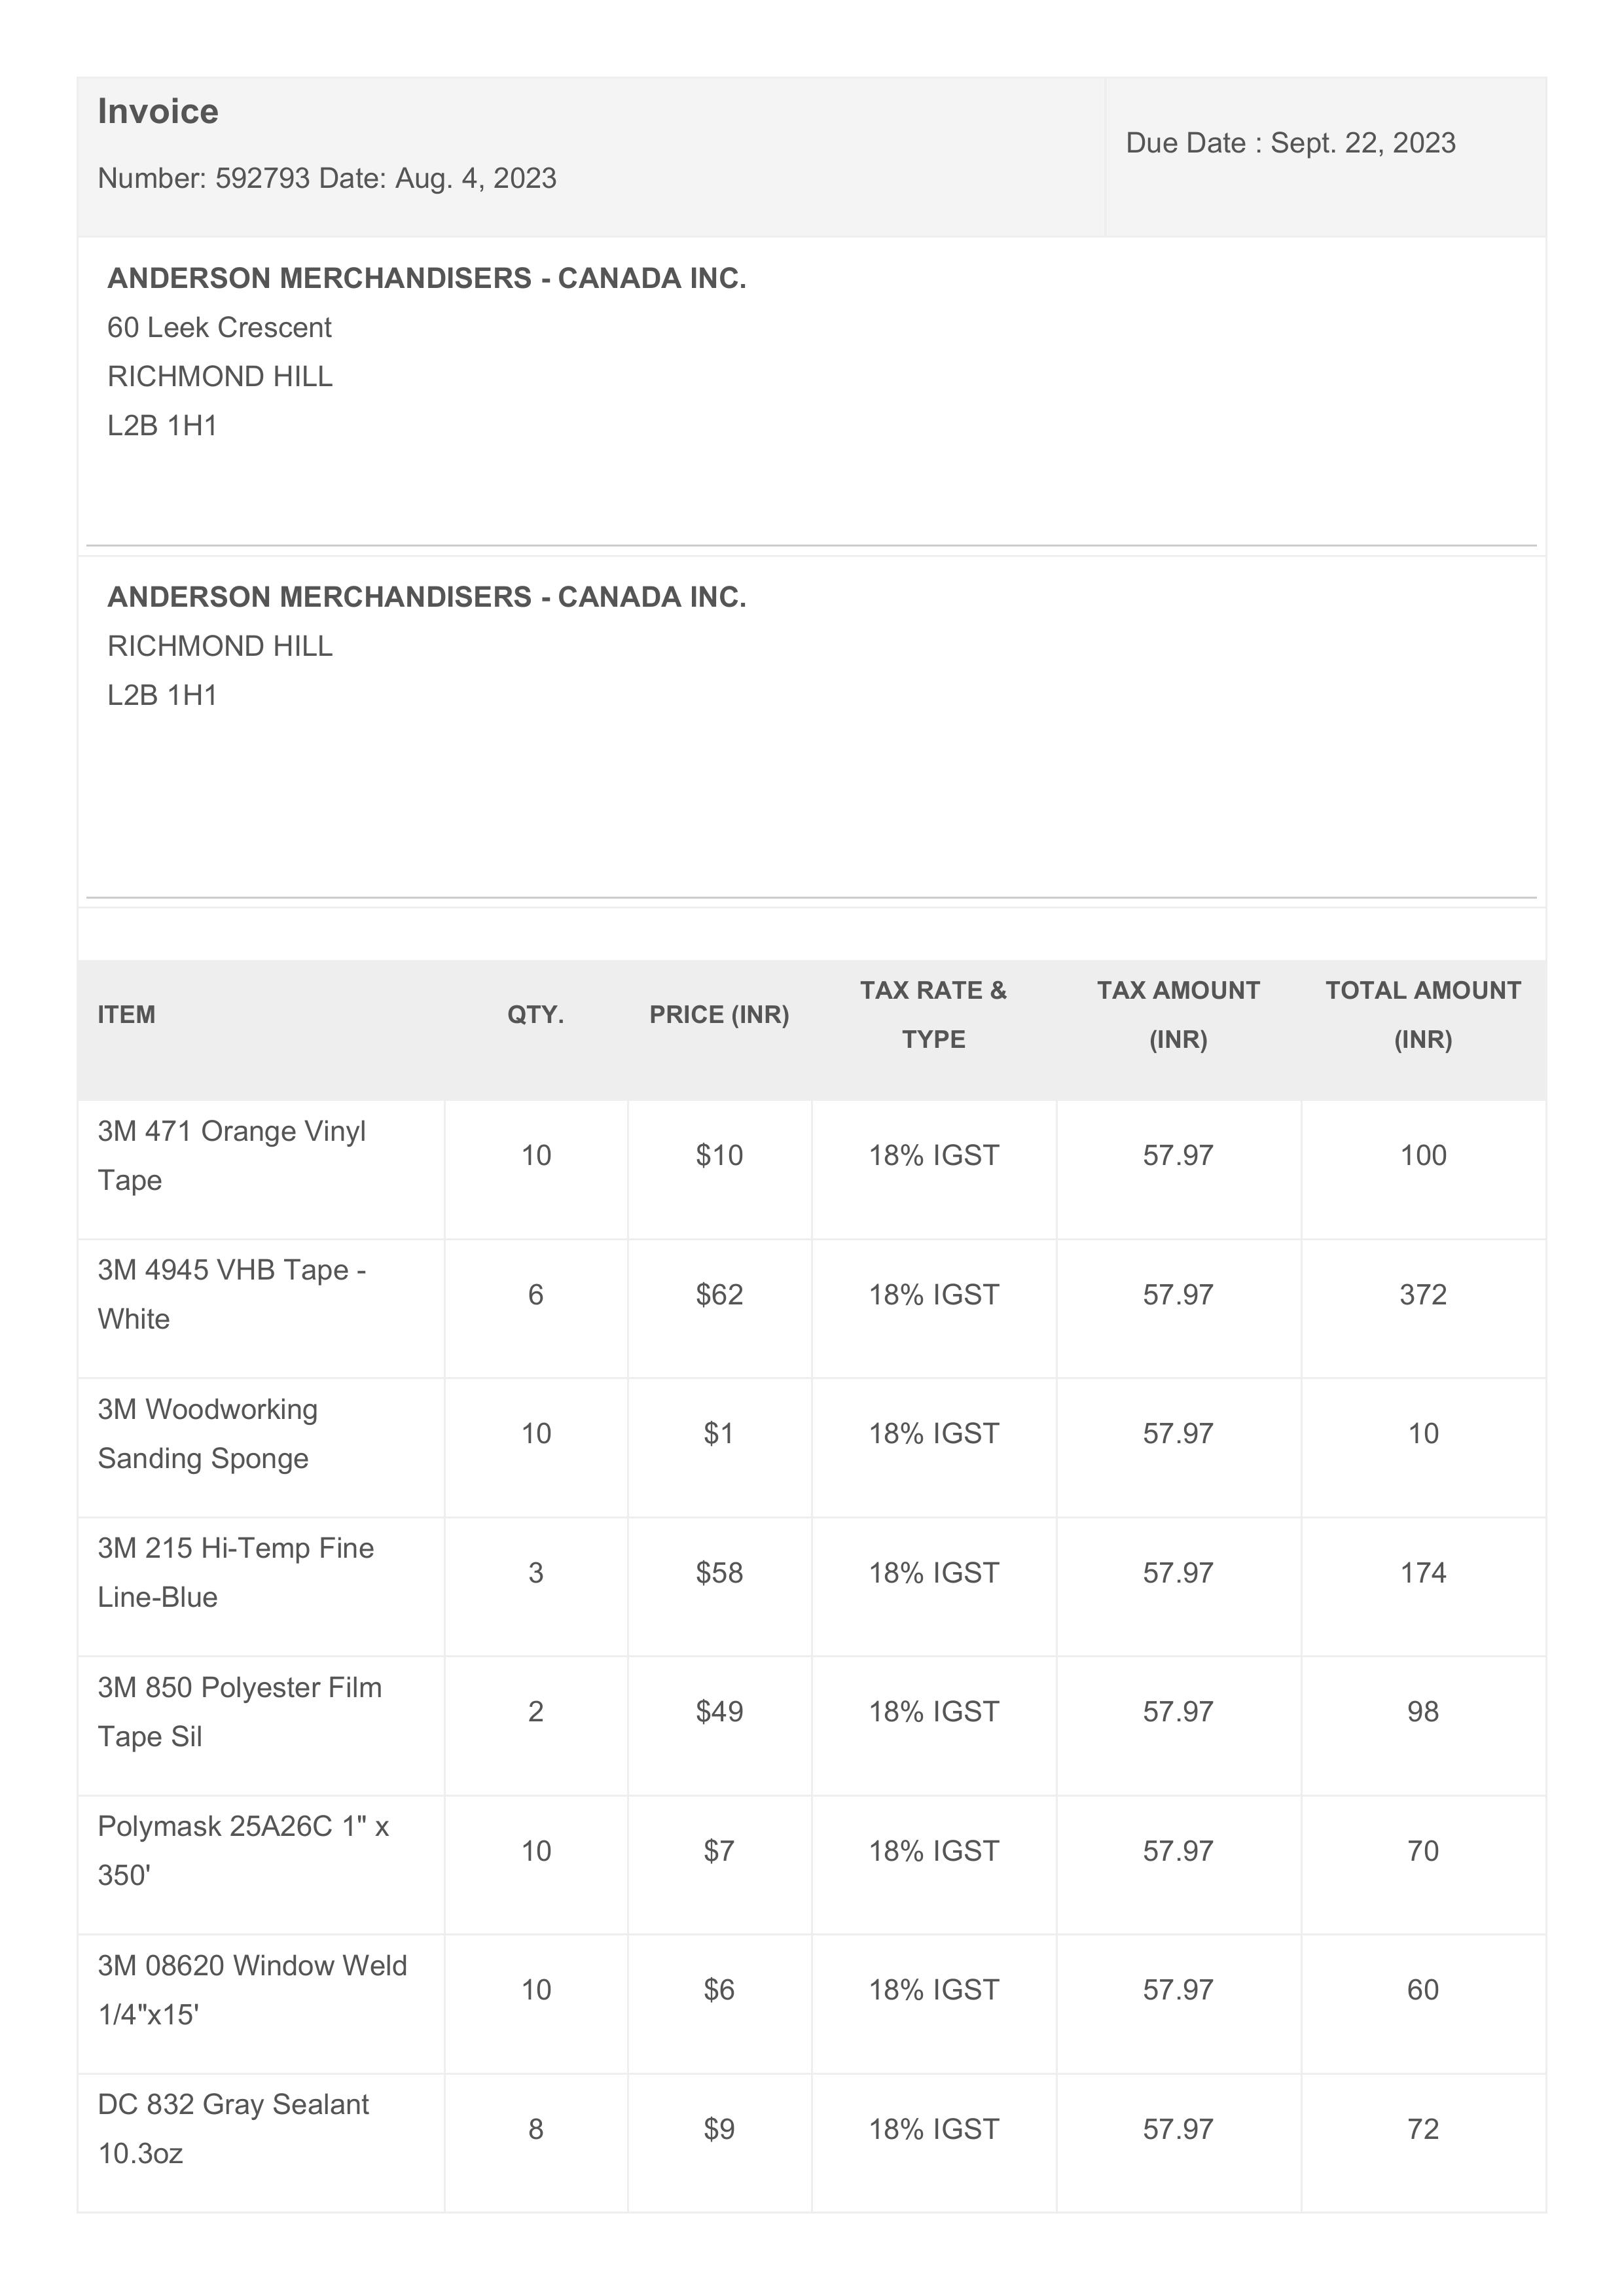 Invoice
Number: 592793 Date: Aug. 4, 2023
Due Date : Sept. 22, 2023
ANDERSON MERCHANDISERS - CANADA INC.
60 Leek Crescent
RICHMOND HILL
L2B 1H1
ANDERSON MERCHANDISERS - CANADA INC.
RICHMOND HILL
L2B 1H1
ITEM QTY. PRICE (INR) TAX RATE & TYPE TAX AMOUNT (INR) TOTAL AMOUNT (INR)
3M 471 Orange Vinyl Tape 10 $10 18% IGST 57.97 100
3M 4945 VHB Tape - White 6 $62 18% IGST 57.97 372
3M Woodworking Sanding Sponge 10 $1 18% IGST 57.97 10
3M 215 Hi-Temp Fine Line-Blue 3 $58 18% IGST 57.97 174
3M 850 Polyester Film Tape Sil 2 $49 18% IGST 57.97 98
Polymask 25A26C 1" x 350' 10 $7 18% IGST 57.97 70
3M 08620 Window Weld 1/4"x15' 10 $6 18% IGST 57.97 60
DC 832 Gray Sealant 10.3oz 8 $9 18% IGST 57.97 72